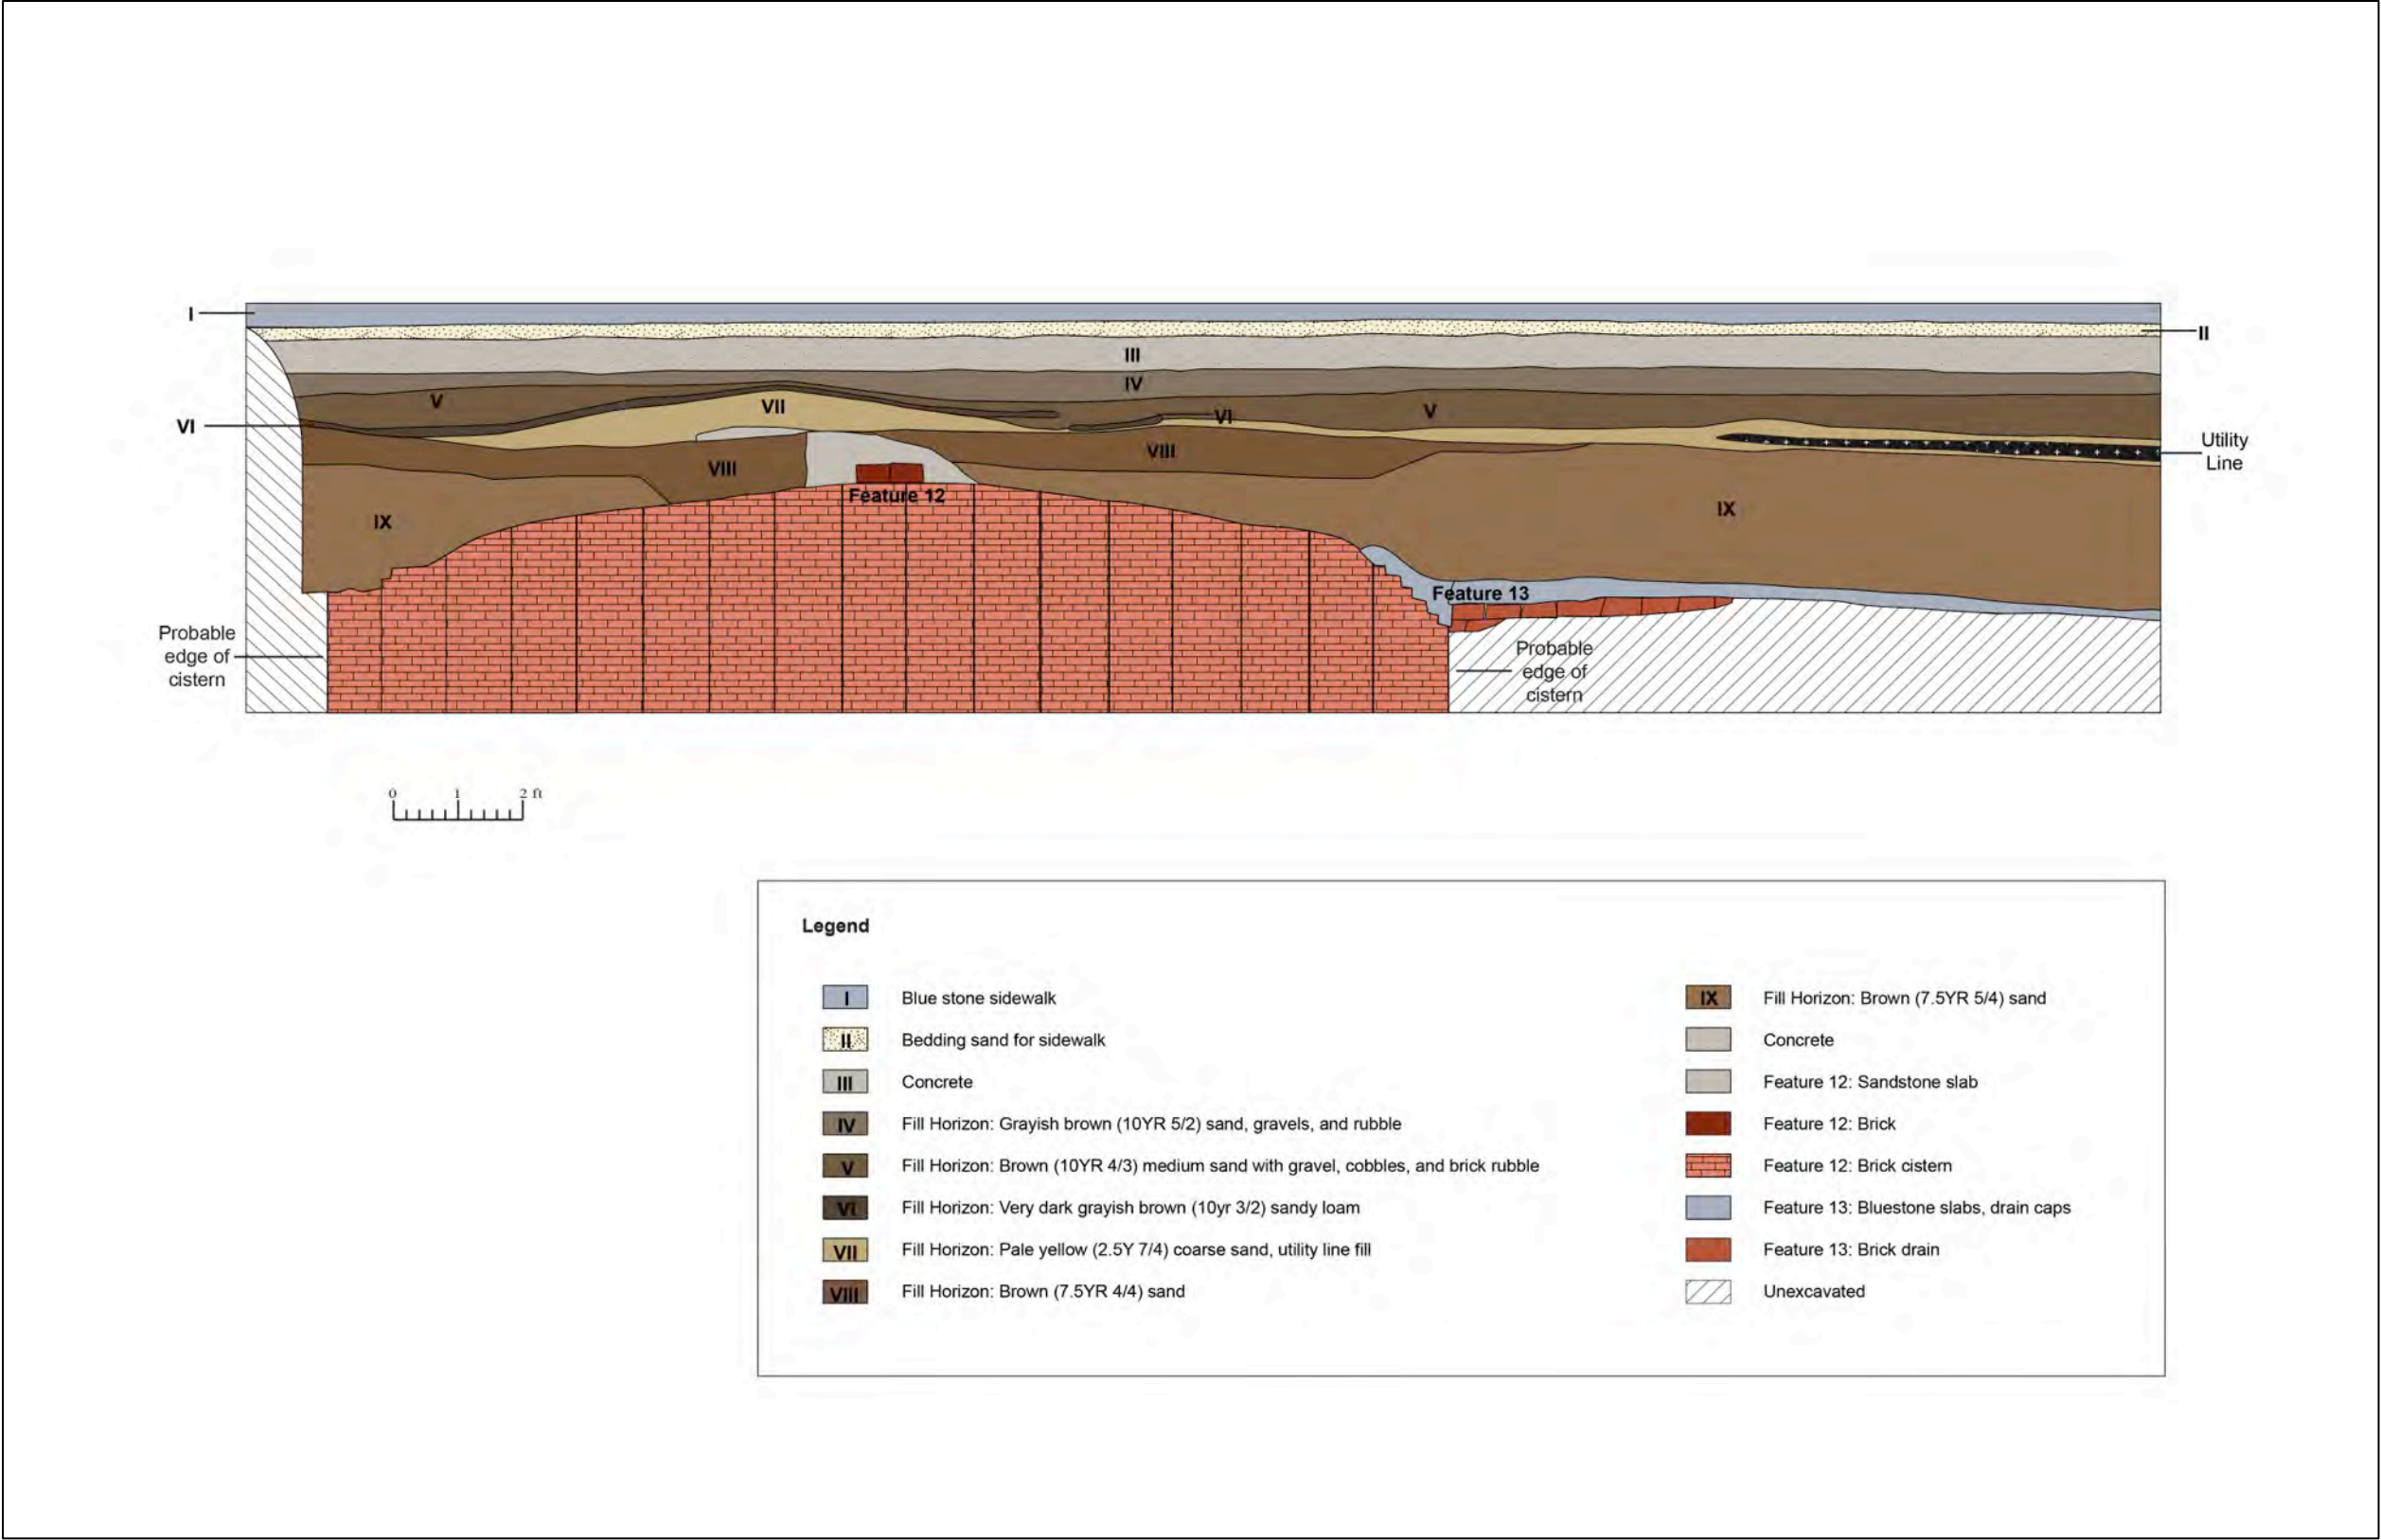 I
II
III
IV
V
VII
V
VI
VI
Utility
Line
VIII
VIII
Feature 12
IX
IX
Feature 13
Probable
edge of
cistern
Probable
edge of
cistern
0 1 2 ft
Legend
I Blue stone sidewalk
II Bedding sand for sidewalk
III Concrete
IV Fill Horizon: Grayish brown (10YR 5/2) sand, gravels, and rubble
V Fill Horizon: Brown (10YR 4/3) medium sand with gravel, cobbles, and brick rubble
VI Fill Horizon: Very dark grayish brown (10yr 3/2) sandy loam
VII Fill Horizon: Pale yellow (2.5Y 7/4) coarse sand, utility line fill
VIII Fill Horizon: Brown (7.5YR 4/4) sand
IX Fill Horizon: Brown (7.5YR 5/4) sand
Concrete
Feature 12: Sandstone slab
Feature 12: Brick
Feature 12: Brick cistern
Feature 13: Bluestone slabs, drain caps
Feature 13: Brick drain
Unexcavated